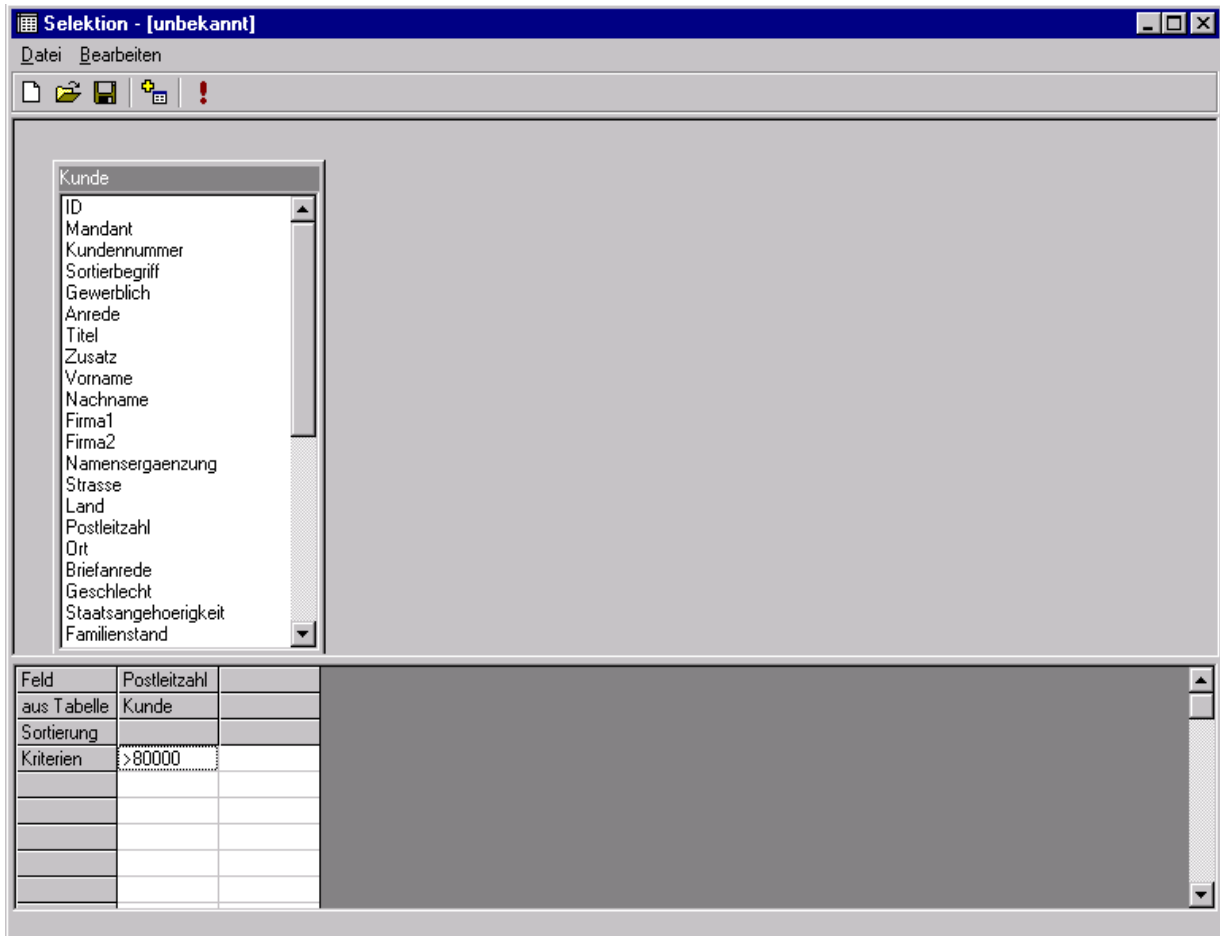 Selektion - [unbekannt]
Datei Bearbeiten
Kunde
ID
Mandant
Kundennummer
Sortierbegriff
Gewerblich
Anrede
Titel
Zusatz
Vorname
Nachname
Firma1
Firma2
Namensergaenzung
Strasse
Land
Postleitzahl
Ort
Briefanrede
Geschlecht
Staatsangehoerigkeit
Familienstand
Feld Postleitzahl
aus Tabelle Kunde
Sortierung
Kriterien >80000